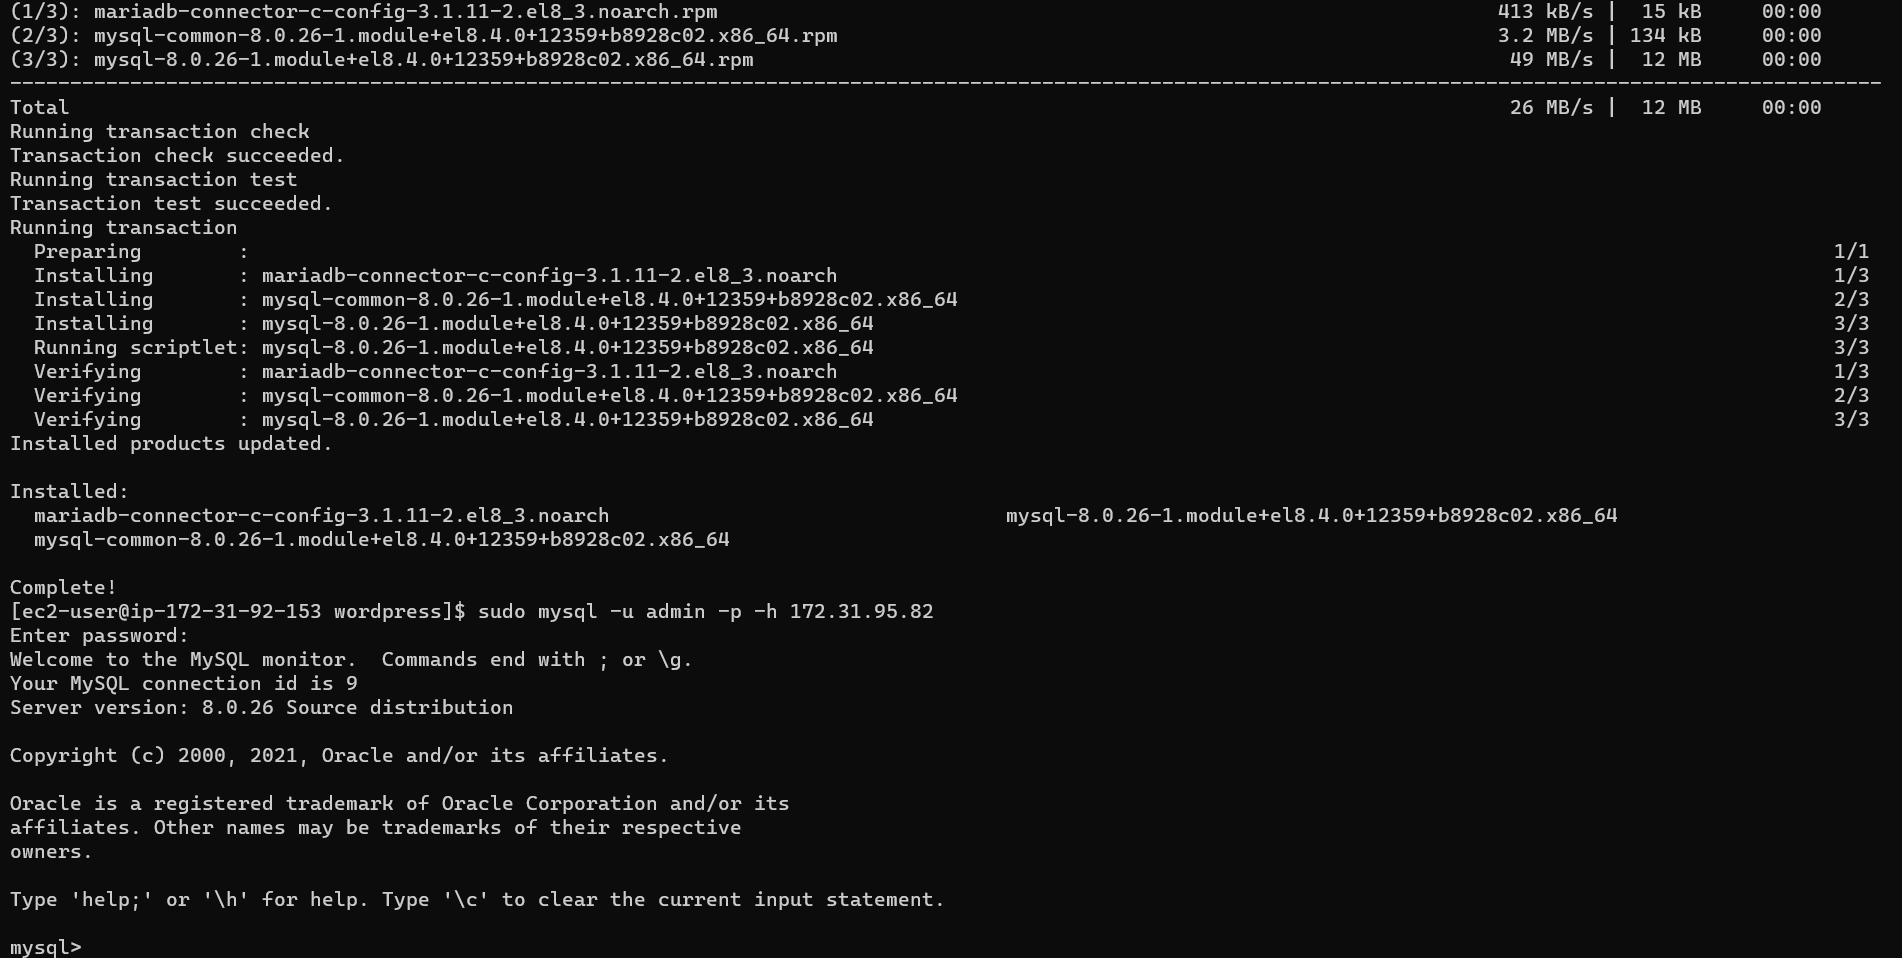 (1/3): mariadb-connector-c-config-3.1.11-2.el8_3.noarch.rpm 413 kB/s | 15 kB 00:00
(2/3): mysql-common-8.0.26-1.module+el8.4.0+12359+b8928c02.x86_64.rpm 3.2 MB/s | 134 kB 00:00
(3/3): mysql-8.0.26-1.module+el8.4.0+12359+b8928c02.x86_64.rpm 49 MB/s | 12 MB 00:00
--------------------------------------------------------------------------------------------------------------------------------------------------------------
Total 26 MB/s | 12 MB 00:00
Running transaction check
Transaction check succeeded.
Running transaction test
Transaction test succeeded.
Running transaction
Preparing : 1/1
Installing : mariadb-connector-c-config-3.1.11-2.el8_3.noarch 1/3
Installing : mysql-common-8.0.26-1.module+el8.4.0+12359+b8928c02.x86_64 2/3
Installing : mysql-8.0.26-1.module+el8.4.0+12359+b8928c02.x86_64 3/3
Running scriptlet: mysql-8.0.26-1.module+el8.4.0+12359+b8928c02.x86_64 3/3
Verifying : mariadb-connector-c-config-3.1.11-2.el8_3.noarch 1/3
Verifying : mysql-common-8.0.26-1.module+el8.4.0+12359+b8928c02.x86_64 2/3
Verifying : mysql-8.0.26-1.module+el8.4.0+12359+b8928c02.x86_64 3/3
Installed products updated.
Installed:
mariadb-connector-c-config-3.1.11-2.el8_3.noarch mysql-8.0.26-1.module+el8.4.0+12359+b8928c02.x86_64
mysql-common-8.0.26-1.module+el8.4.0+12359+b8928c02.x86_64
Complete!
[ec2-user@ip-172-31-92-153 wordpress]$ sudo mysql -u admin -p -h 172.31.95.82
Enter password:
Welcome to the MySQL monitor.  Commands end with ; or \g.
Your MySQL connection id is 9
Server version: 8.0.26 Source distribution
Copyright (c) 2000, 2021, Oracle and/or its affiliates.
Oracle is a registered trademark of Oracle Corporation and/or its
affiliates. Other names may be trademarks of their respective
owners.
Type 'help;' or '\h' for help. Type '\c' to clear the current input statement.
mysql>